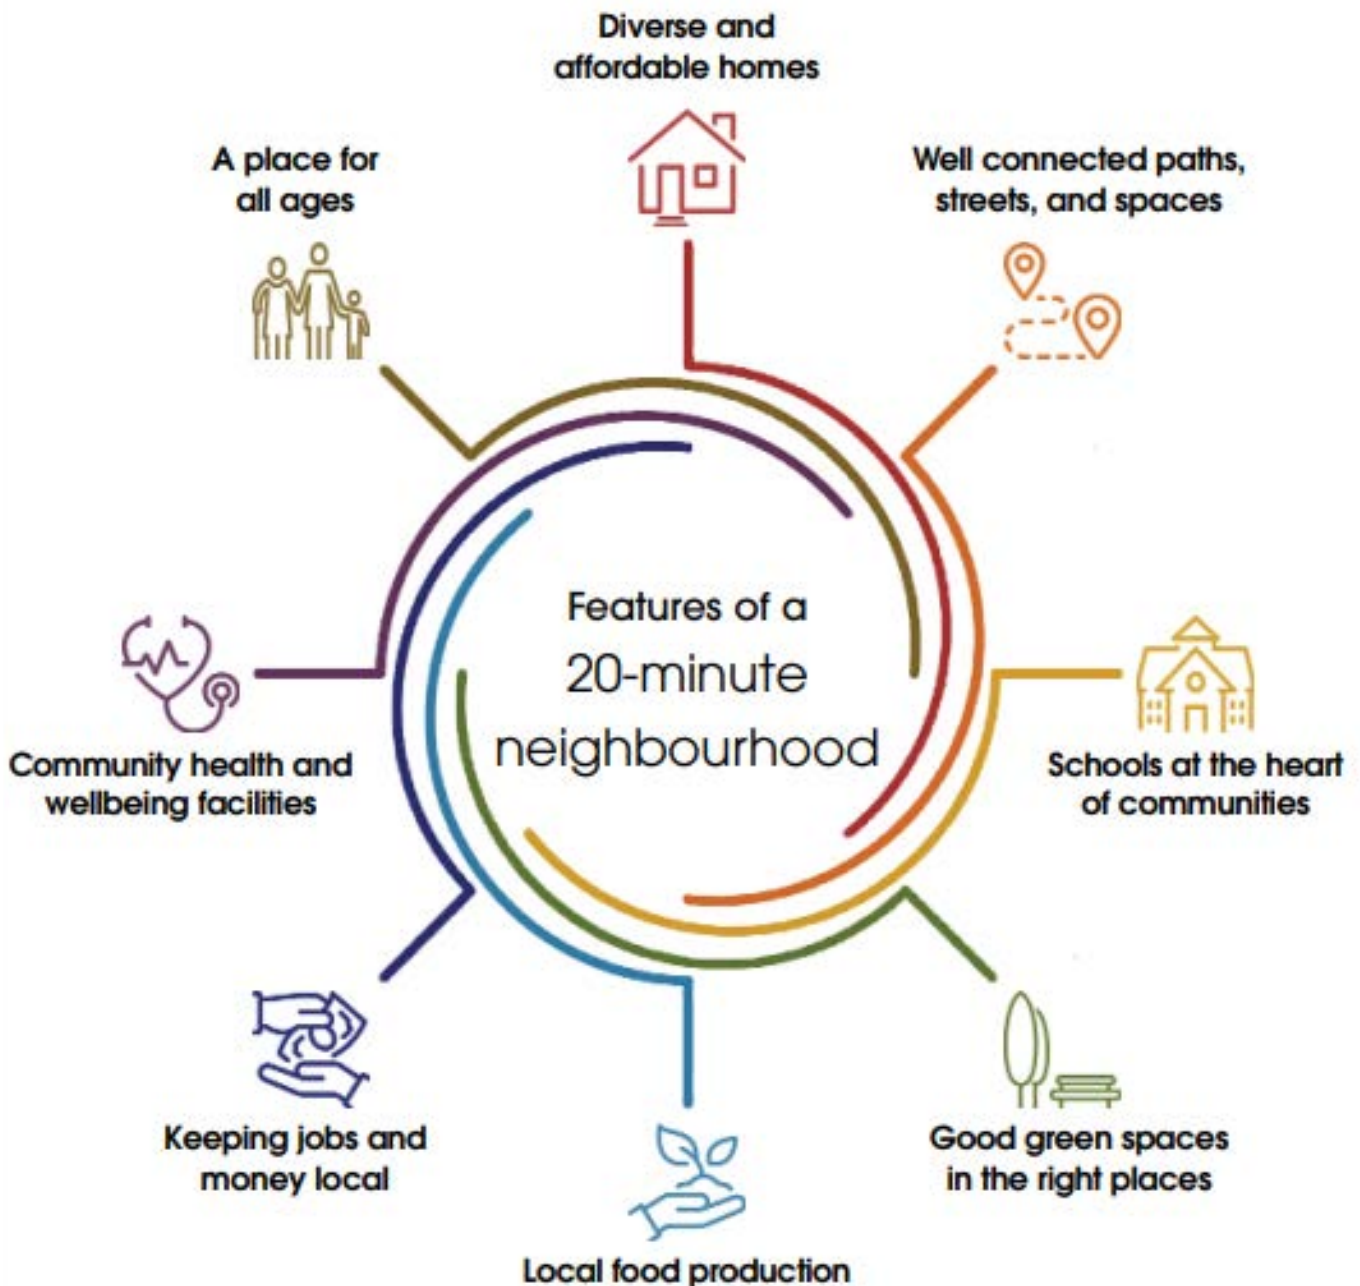 Diverse and
affordable homes
Well connected paths,
streets, and spaces
Schools at the heart
of communities
Good green spaces
in the right places
Local food production
Keeping jobs and
money local
Community health and
wellbeing facilities
A place for
all ages
Features of a
20-minute
neighbourhood